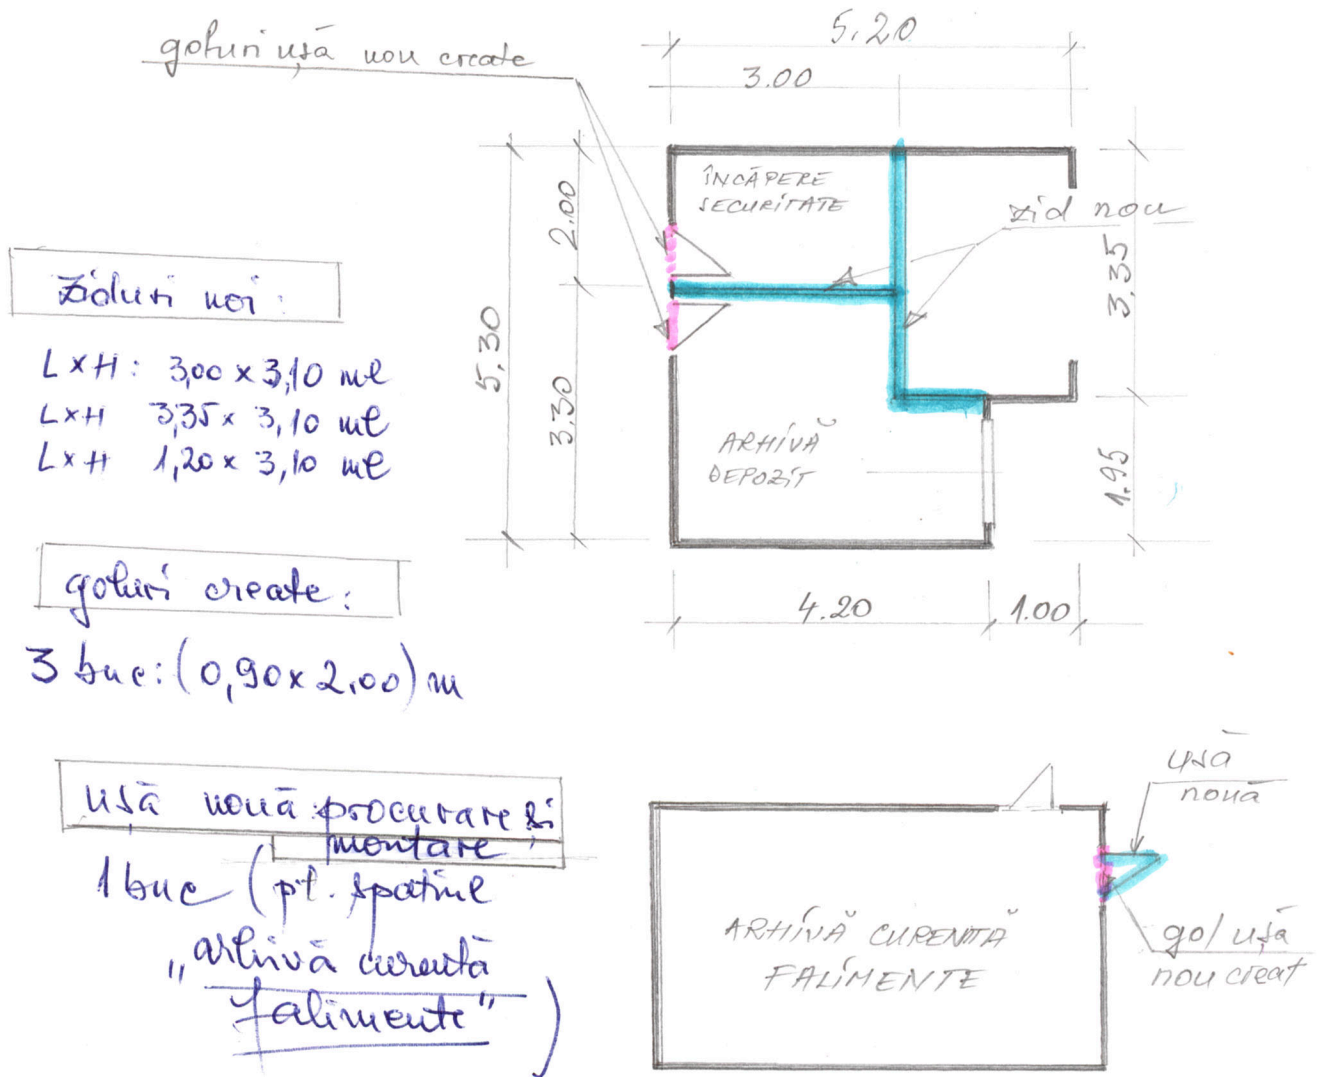 goluri ușă nou create
5.20
3.00
ÎNCĂPERE
SECURITATE
2.00
zid nou
3,35
5,30
3.30
ARHIVĂ
DEPOZIT
1.95
4.20
1.00
Ziduri noi:
L×H: 3,00 × 3,10 ml
L×H 3,35 × 3,10 ml
L×H 1,20 × 3,10 ml
goluri create:
3 buc: (0,90 × 2.00) m
ușă nouă procurare și
montare
1 buc (pt. spatiul
„arhivă curentă
falimente")
ușă
nouă
ARHIVĂ CURENTĂ
FALIMENTE
gol ușă
nou creat